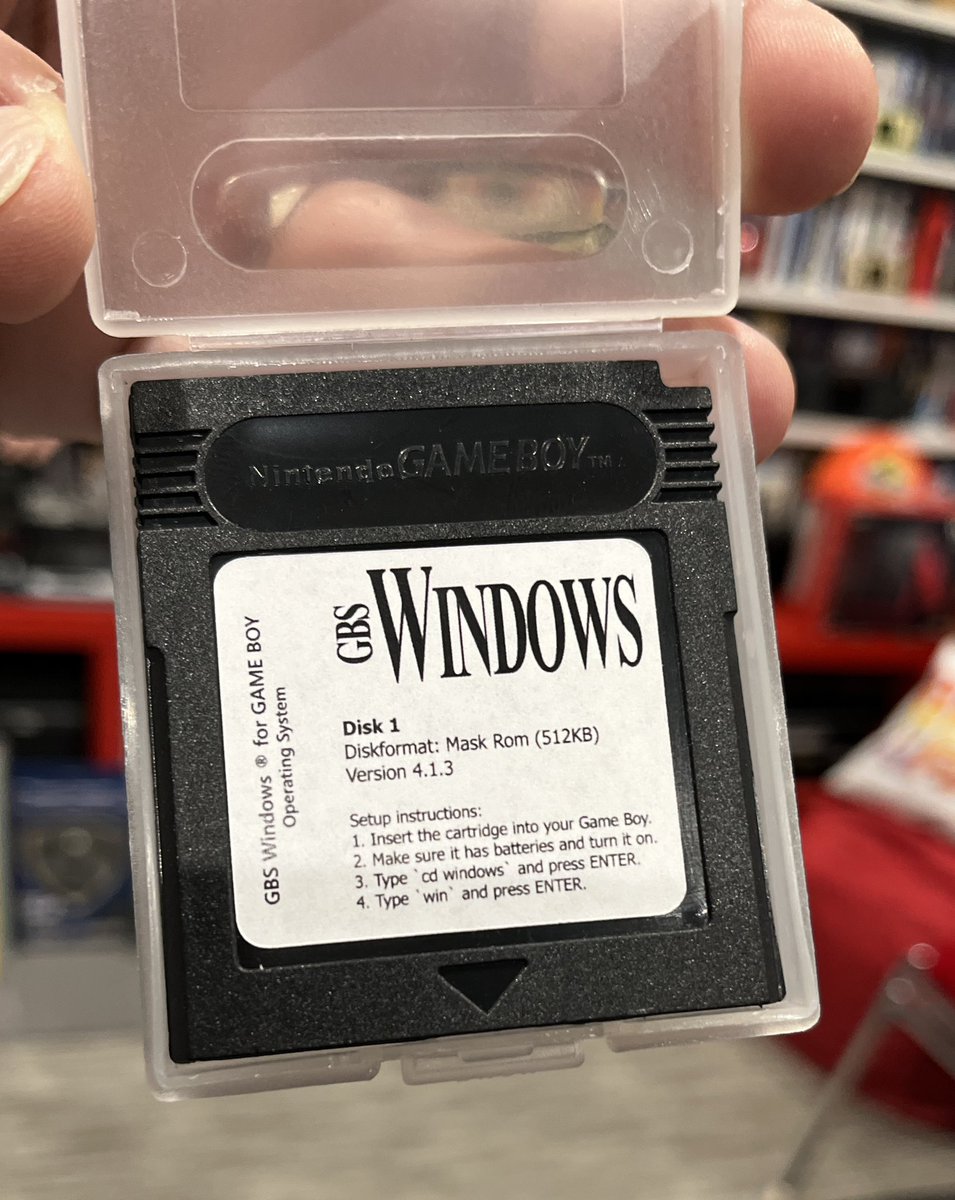 Nintendo GAME BOY TM
GBS WINDOWS
GBS Windows ® for GAME BOY
Operating System
Disk 1
Diskformat: Mask Rom (512KB)
Version 4.1.3
Setup instructions:
1. Insert the cartridge into your Game Boy.
2. Make sure it has batteries and turn it on.
3. Type `cd windows` and press ENTER.
4. Type `win` and press ENTER.